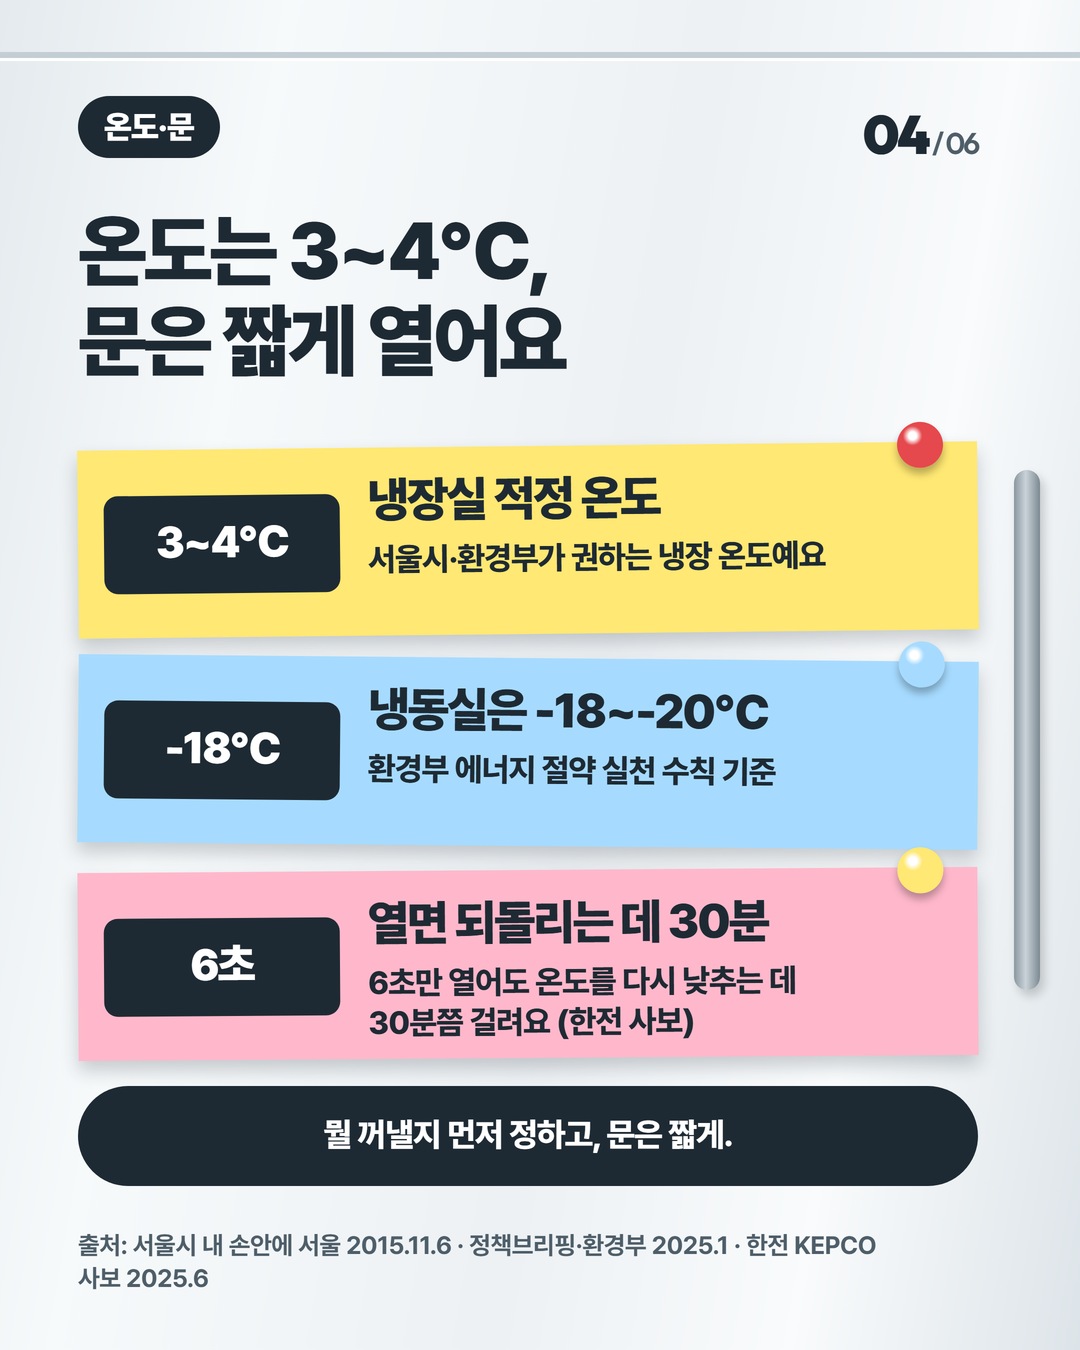 온도·문
04/06
온도는 3~4°C,
문은 짧게 열어요
3~4°C
냉장실 적정 온도
서울시·환경부가 권하는 냉장 온도예요
-18°C
냉동실은 -18~-20°C
환경부 에너지 절약 실천 수칙 기준
6초
열면 되돌리는 데 30분
6초만 열어도 온도를 다시 낮추는 데
30분쯤 걸려요 (한전 사보)
뭘 꺼낼지 먼저 정하고, 문은 짧게.
출처: 서울시 내 손안에 서울 2015.11.6 · 정책브리핑·환경부 2025.1 · 한전 KEPCO
사보 2025.6